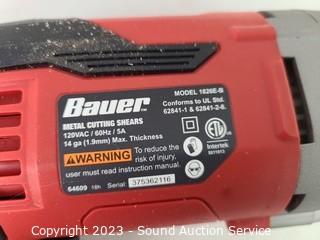 Bauer
METAL CUTTING SHEARS
120VAC / 60Hz / 5A
14 ga (1.9mm) Max. Thickness
MODEL 1826E-B
Conforms to UL Std.
62841-1 & 62841-2-8.
Intertek
WARNING To reduce the
risk of injury,
user must read instruction manual.
64609 18h Serial 375362116
Copyright 2023 - Sound Auction Service